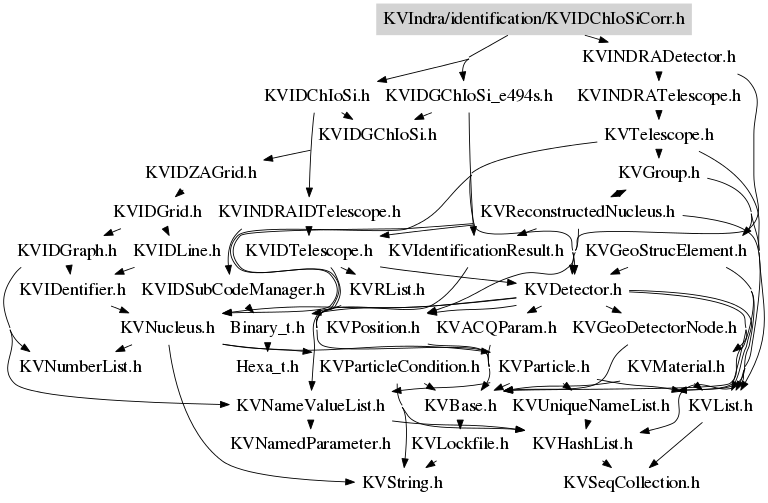 KVIndra/identification/KVIDChIoSiCorr.h
KVINDRADetector.h
KVIDChIoSi.h KVIDGChIoSi_e494s.h KVINDRATelescope.h
KVIDGChIoSi.h KVTelescope.h
KVIDZAGrid.h KVGroup.h
KVIDGrid.h KVINDRAIDTelescope.h KVReconstructedNucleus.h
KVIDGraph.h KVIDLine.h KVIDTelescope.h KVIdentificationResult.h KVGeoStrucElement.h
KVIDentifier.h KVIDSubCodeManager.h KVRList.h KVDetector.h
KVNucleus.h Binary_t.h KVPosition.h KVACQParam.h KVGeoDetectorNode.h
KVNumberList.h Hexa_t.h KVParticleCondition.h KVParticle.h KVMaterial.h
KVNameValueList.h KVBase.h KVUniqueNameList.h KVList.h
KVNamedParameter.h KVLockfile.h KVHashList.h
KVString.h KVSeqCollection.h